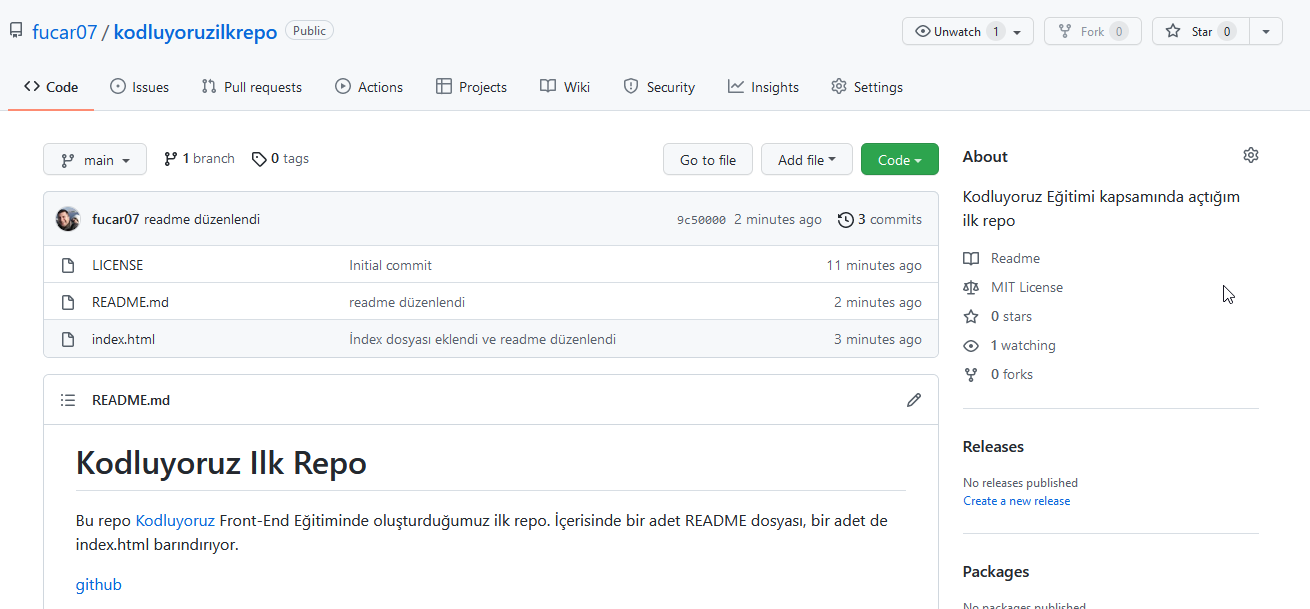 fucar07 / kodluyoruzilkrepo Public
Unwatch 1 Fork 0 Star 0
Code Issues Pull requests Actions Projects Wiki Security Insights Settings
main 1 branch 0 tags Go to file Add file Code
fucar07 readme düzenlendi 9c50000 2 minutes ago 3 commits
LICENSE Initial commit 11 minutes ago
README.md readme düzenlendi 2 minutes ago
index.html İndex dosyası eklendi ve readme düzenlendi 3 minutes ago
README.md
Kodluyoruz Ilk Repo
Bu repo Kodluyoruz Front-End Eğitiminde oluşturduğumuz ilk repo. İçerisinde bir adet README dosyası, bir adet de
index.html barındırıyor.
github
About
Kodluyoruz Eğitimi kapsamında açtığım
ilk repo
Readme
MIT License
0 stars
1 watching
0 forks
Releases
No releases published
Create a new release
Packages
No packages published